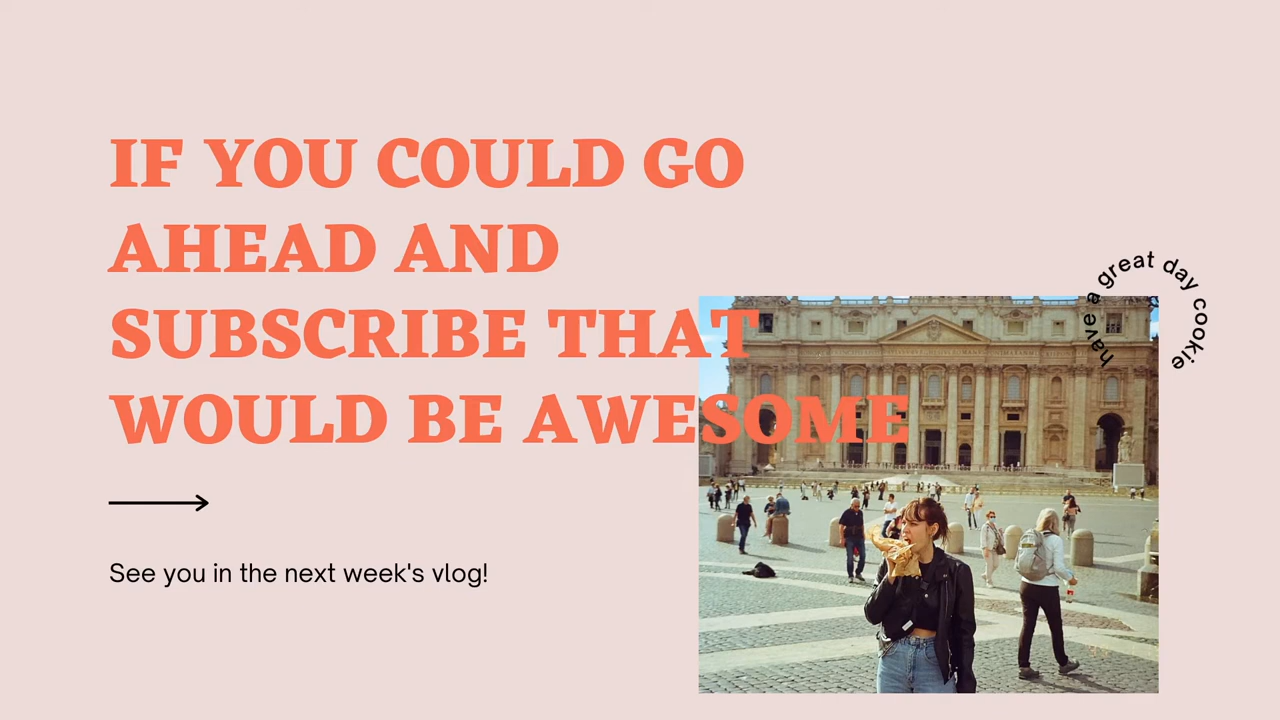 IF YOU COULD GO
AHEAD AND
SUBSCRIBE THAT
WOULD BE AWESOME
have a great day cookie
See you in the next week's vlog!